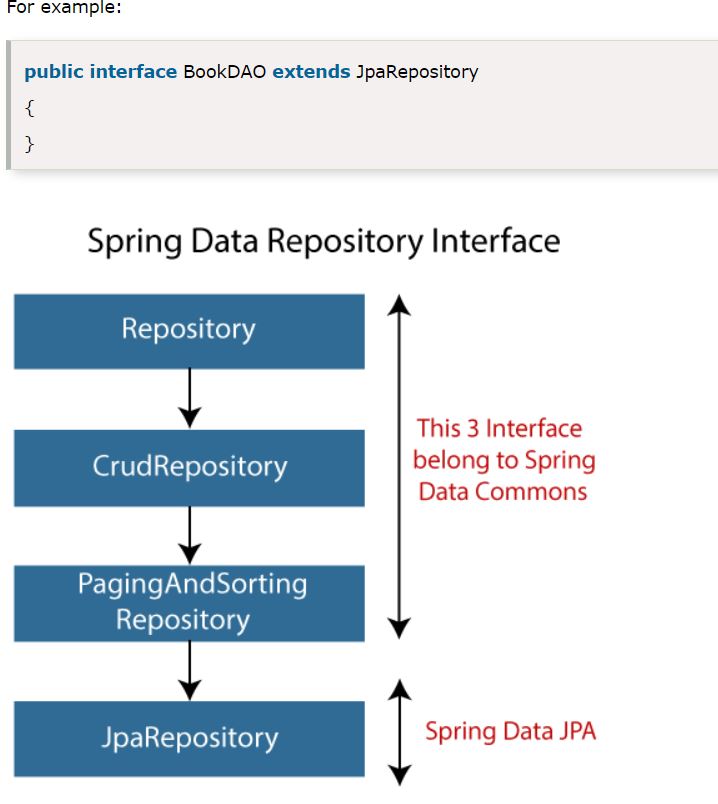 For example:
public interface BookDAO extends JpaRepository
{
}
Spring Data Repository Interface
Repository
CrudRepository
PagingAndSorting
Repository
JpaRepository
This 3 Interface
belong to Spring
Data Commons
Spring Data JPA